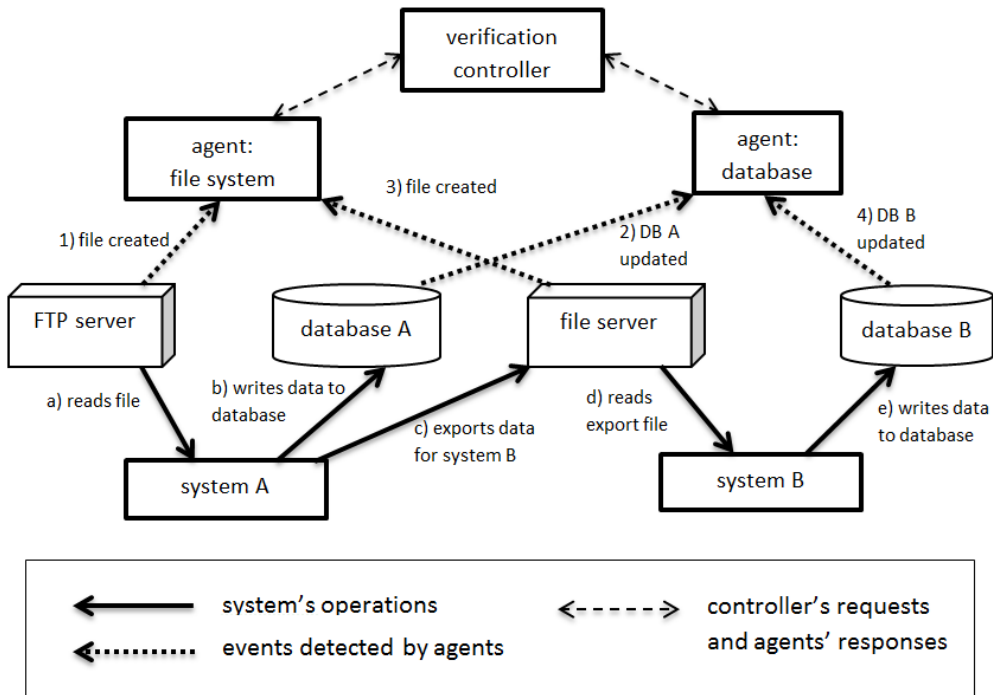 verification
controller
agent:
file system
agent:
database
3) file created
1) file created
2) DB A
updated
4) DB B
updated
FTP server
database A
file server
database B
a) reads file
b) writes data to
database
c) exports data
for system B
d) reads
export file
e) writes data
to database
system A
system B
system's operations
events detected by agents
controller's requests
and agents' responses